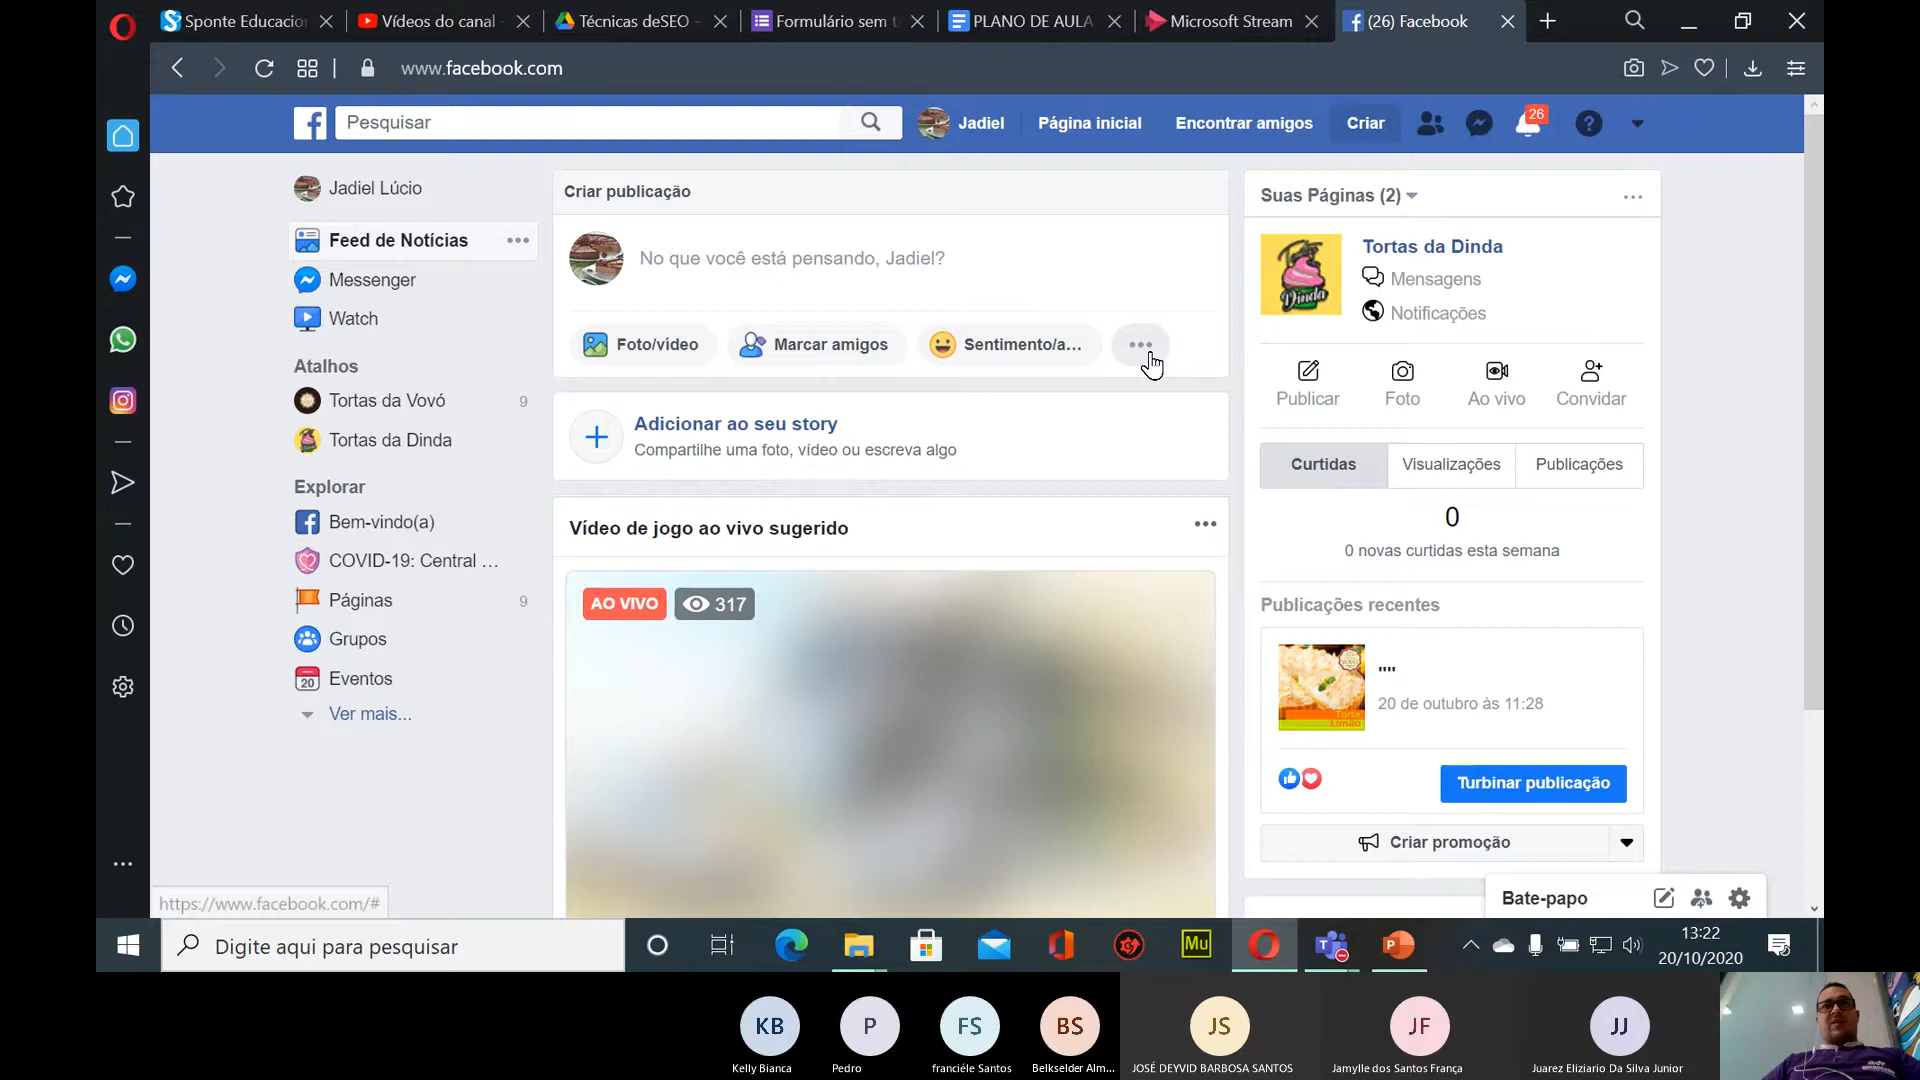 Sponte Educacio
Vídeos do canal -
Técnicas deSEO -
Formulário sem t
PLANO DE AULA
Microsoft Stream
(26) Facebook
www.facebook.com
Pesquisar
Jadiel
Página inicial
Encontrar amigos
Criar
26
Jadiel Lúcio
Feed de Notícias
Messenger
Watch
Atalhos
Tortas da Vovó 9
Tortas da Dinda
Explorar
Bem-vindo(a)
COVID-19: Central ...
Páginas 9
Grupos
20
Eventos
Ver mais...
Criar publicação
No que você está pensando, Jadiel?
Foto/vídeo
Marcar amigos
Sentimento/a...
Adicionar ao seu story
Compartilhe uma foto, vídeo ou escreva algo
Vídeo de jogo ao vivo sugerido
AO VIVO
317
Suas Páginas (2)
Dinda
Tortas da Dinda
Mensagens
Notificações
Publicar
Foto
Ao vivo
Convidar
Curtidas
Visualizações
Publicações
0
0 novas curtidas esta semana
Publicações recentes
Torta
Limão
""
20 de outubro às 11:28
Turbinar publicação
Criar promoção
Bate-papo
https://www.facebook.com/#
Digite aqui para pesquisar
Mu
13:22
20/10/2020
KB
P
FS
BS
JS
JF
JJ
Kelly Bianca
Pedro
franciéle Santos
Belkselder Alm...
JOSÉ DEYVID BARBOSA SANTOS
Jamylle dos Santos França
Juarez Eliziario Da Silva Junior